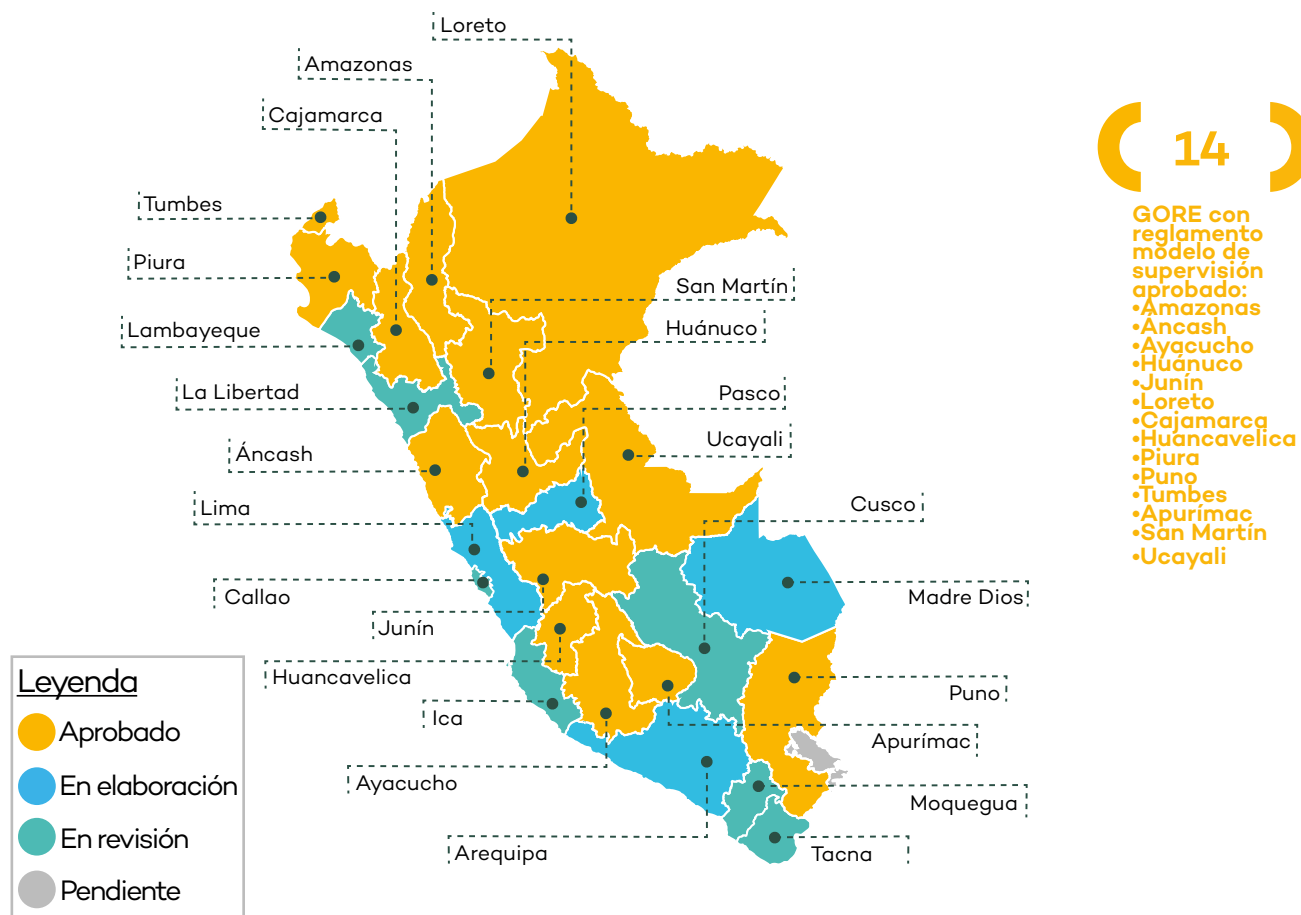 Loreto
Amazonas
Cajamarca
Tumbes
Piura
San Martín
Huánuco
Lambayeque
La Libertad
Pasco
Ucayali
Áncash
Lima
Cusco
Callao
Madre Dios
Junín
Huancavelica
Puno
Ica
Apurímac
Ayacucho
Moquegua
Arequipa
Tacna
Leyenda
Aprobado
En elaboración
En revisión
Pendiente
14
GORE con
reglamento
modelo de
supervisión
aprobado:
•Amazonas
•Áncash
•Ayacucho
•Huánuco
•Junín
•Loreto
•Cajamarca
•Huancavelica
•Piura
•Puno
•Tumbes
•Apurímac
•San Martín
•Ucayali